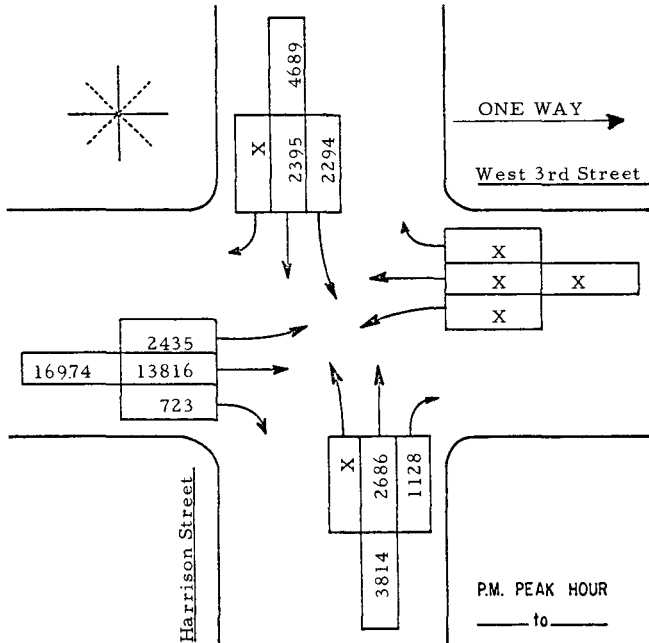 4689
X
2395
2294
ONE WAY
West 3rd Street
X
X
X
X
2435
16974
13816
723
X
2686
1128
3814
Harrison Street
P.M. PEAK HOUR
to